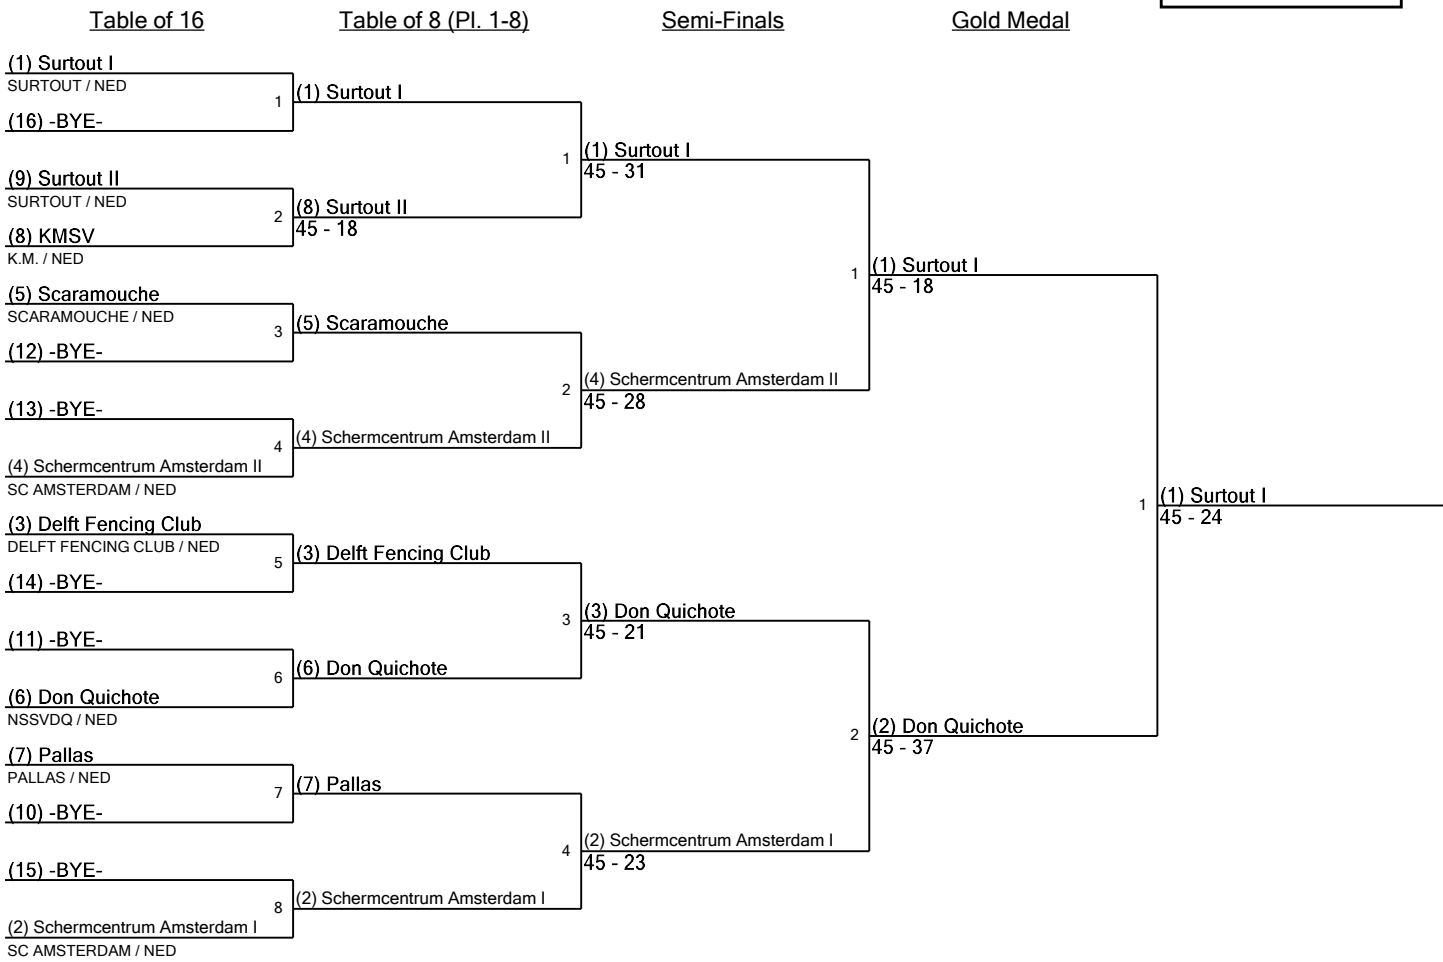 Table of 16
Table of 8 (Pl. 1-8)
Semi-Finals
Gold Medal
(1) Surtout I
SURTOUT / NED
1
(16) -BYE-
(9) Surtout II
SURTOUT / NED
2
(8) KMSV
K.M. / NED
(5) Scaramouche
SCARAMOUCHE / NED
3
(12) -BYE-
(13) -BYE-
4
(4) Schermcentrum Amsterdam II
SC AMSTERDAM / NED
(3) Delft Fencing Club
DELFT FENCING CLUB / NED
5
(14) -BYE-
(11) -BYE-
6
(6) Don Quichote
NSSVDQ / NED
(7) Pallas
PALLAS / NED
7
(10) -BYE-
(15) -BYE-
8
(2) Schermcentrum Amsterdam I
SC AMSTERDAM / NED
(1) Surtout I
1
(8) Surtout II
45 - 18
(5) Scaramouche
2
(4) Schermcentrum Amsterdam II
(3) Delft Fencing Club
3
(6) Don Quichote
(7) Pallas
4
(2) Schermcentrum Amsterdam I
(1) Surtout I
45 - 31
1
(4) Schermcentrum Amsterdam II
45 - 28
(3) Don Quichote
45 - 21
2
(2) Schermcentrum Amsterdam I
45 - 23
(1) Surtout I
45 - 18
1
(2) Don Quichote
45 - 37
(1) Surtout I
45 - 24